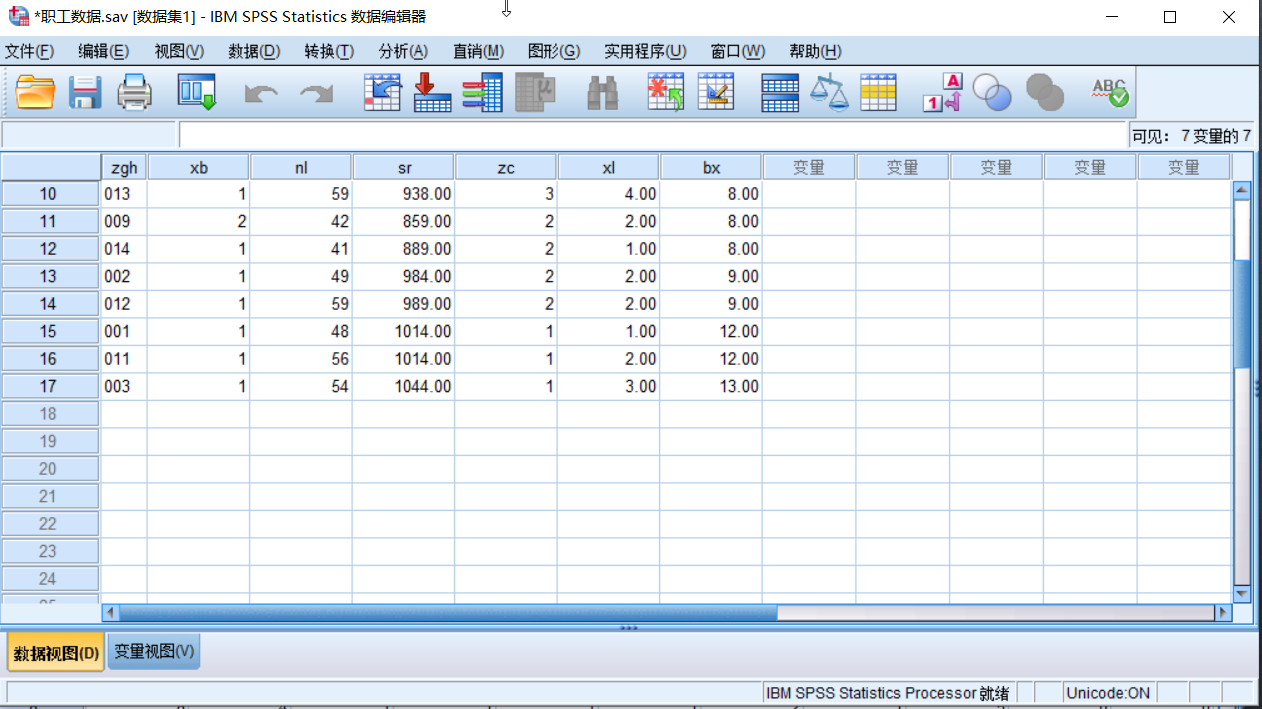 *职工数据.sav [数据集1] - IBM SPSS Statistics 数据编辑器
文件(F) 编辑(E) 视图(V) 数据(D) 转换(T) 分析(A) 直销(M) 图形(G) 实用程序(U) 窗口(W) 帮助(H)
μ 1 A ABC
可见: 7 变量的 7
zgh xb nl sr zc xl bx 变量 变量 变量 变量 变量
10 013 1 59 938.00 3 4.00 8.00
11 009 2 42 859.00 2 2.00 8.00
12 014 1 41 889.00 2 1.00 8.00
13 002 1 49 984.00 2 2.00 9.00
14 012 1 59 989.00 2 2.00 9.00
15 001 1 48 1014.00 1 1.00 12.00
16 011 1 56 1014.00 1 2.00 12.00
17 003 1 54 1044.00 1 3.00 13.00
18
19
20
21
22
23
24
数据视图(D) 变量视图(V)
IBM SPSS Statistics Processor 就绪 Unicode:ON